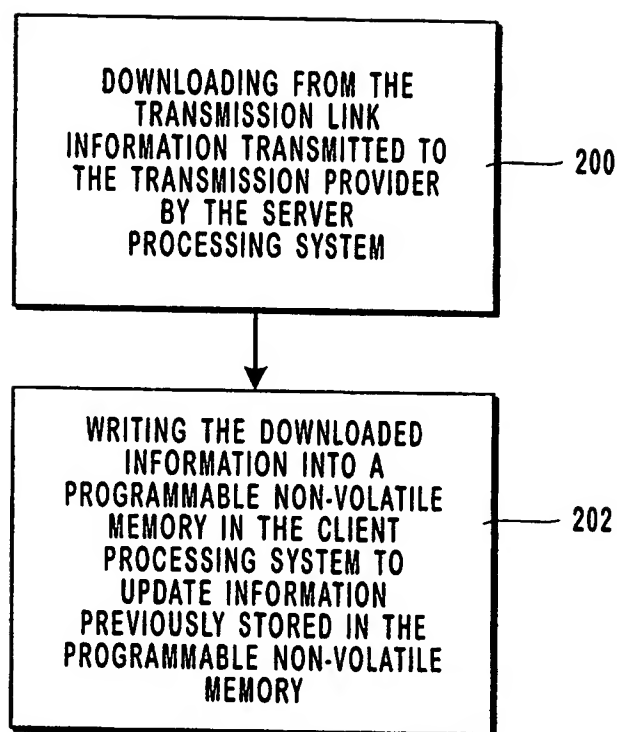 DOWNLOADING FROM THE
TRANSMISSION LINK
INFORMATION TRANSMITTED TO
THE TRANSMISSION PROVIDER
BY THE SERVER
PROCESSING SYSTEM
200
WRITING THE DOWNLOADED
INFORMATION INTO A
PROGRAMMABLE NON-VOLATILE
MEMORY IN THE CLIENT
PROCESSING SYSTEM TO
UPDATE INFORMATION
PREVIOUSLY STORED IN THE
PROGRAMMABLE NON-VOLATILE
MEMORY
202